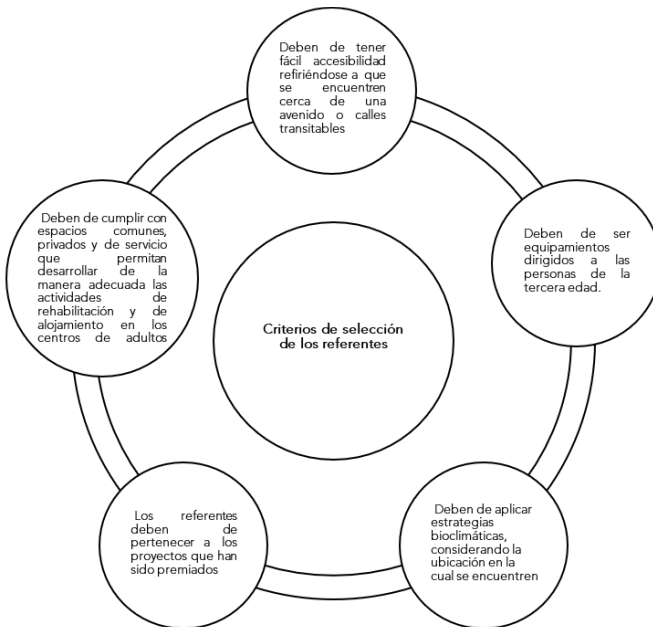 Deben de tener
fácil accesibilidad
refiriéndose a que
se encuentren
cerca de una
avenido o calles
transitables
Deben de ser
equipamientos
dirigidos a las
personas de la
tercera edad.
Deben de aplicar
estrategias
bioclimáticas,
considerando la
ubicación en la
cual se encuentren
Los referentes
deben de
pertenecer a los
proyectos que han
sido premiados
Deben de cumplir con
espacios comunes,
privados y de servicio
que permitan
desarrollar de la
manera adecuada las
actividades de
rehabilitación y de
alojamiento en los
centros de adultos
Criterios de selección
de los referentes